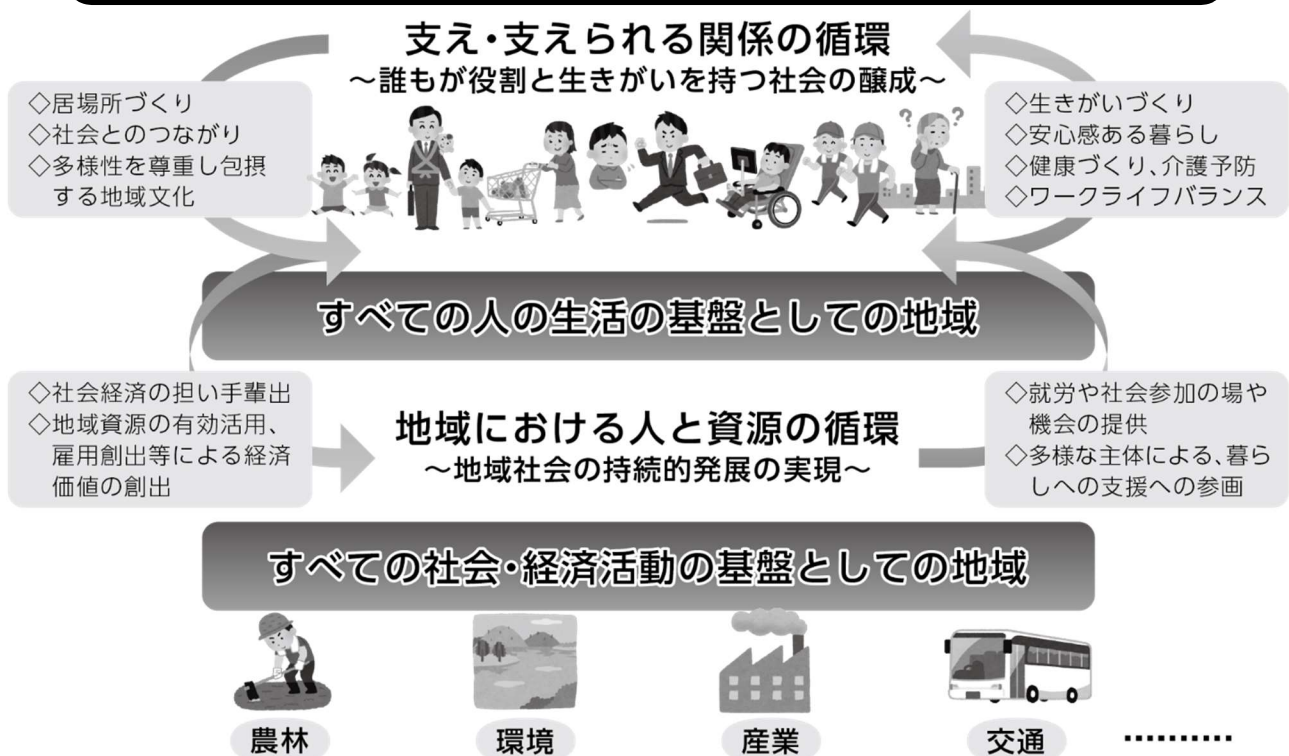 支え・支えられる関係の循環
～誰もが役割と生きがいを持つ社会の醸成～
◇居場所づくり
◇社会とのつながり
◇多様性を尊重し包摂
する地域文化
◇生きがいづくり
◇安心感ある暮らし
◇健康づくり、介護予防
◇ワークライフバランス
? ?
すべての人の生活の基盤としての地域
◇社会経済の担い手輩出
◇地域資源の有効活用、
雇用創出等による経済
価値の創出
地域における人と資源の循環
～地域社会の持続的発展の実現～
◇就労や社会参加の場や
機会の提供
◇多様な主体による、暮ら
しへの支援への参画
すべての社会・経済活動の基盤としての地域
農林
環境
産業
交通
⋯⋯⋯